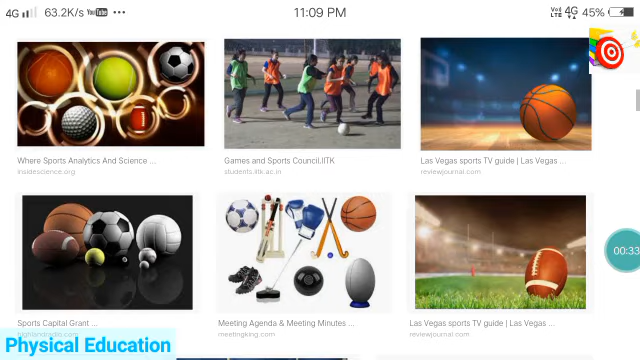 4G 63.2K/s YouTube ••• 11:09 PM VoD LTE 4G 45%
Where Sports Analytics And Science ...
insidescience.org
Games and Sports Council,IITK
students.iitk.ac.in
Las Vegas sports TV guide | Las Vegas ...
reviewjournal.com
00:33
Sports Capital Grant ...
Meeting Agenda & Meeting Minutes ...
meetingking.com
Las Vegas sports TV guide | Las Vegas ...
reviewjournal.com
Physical Education